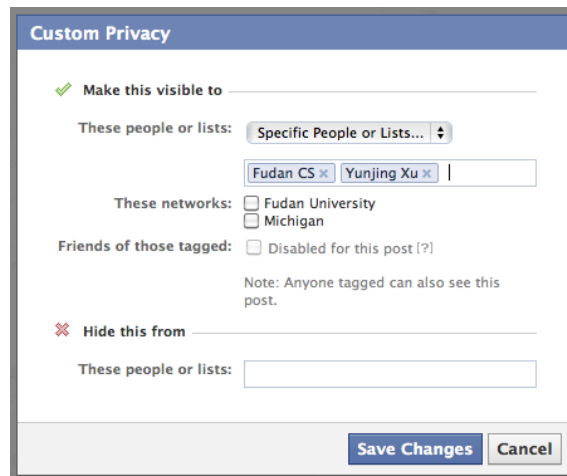 Custom Privacy
Make this visible to
These people or lists: Specific People or Lists...
Fudan CS × Yunjing Xu ×
These networks: Fudan University
Michigan
Friends of those tagged: Disabled for this post [?]
Note: Anyone tagged can also see this
post.
Hide this from
These people or lists:
Save Changes Cancel